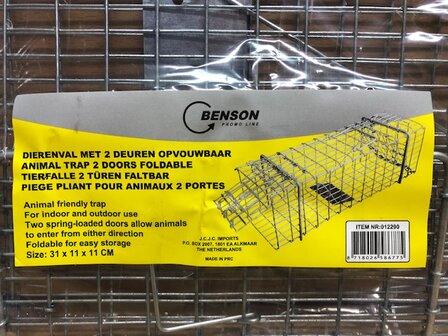 BENSON
PROMO LINE
DIERENVAL MET 2 DEUREN OPVOUWBAAR
ANIMAL TRAP 2 DOORS FOLDABLE
TIERFALLE 2 TÜREN FALTBAR
PIEGE PLIANT POUR ANIMAUX 2 PORTES
Animal friendly trap
For indoor and outdoor use
Two spring-loaded doors allow animals
to enter from either direction
Foldable for easy storage
Size: 31 x 11 x 11 CM
J.C.J.C. IMPORTS
P.O. BOX 2007, 1801 EA ALKMAAR
THE NETHERLANDS
MADE IN PRC
ITEM NR:012290
8 718026 586775